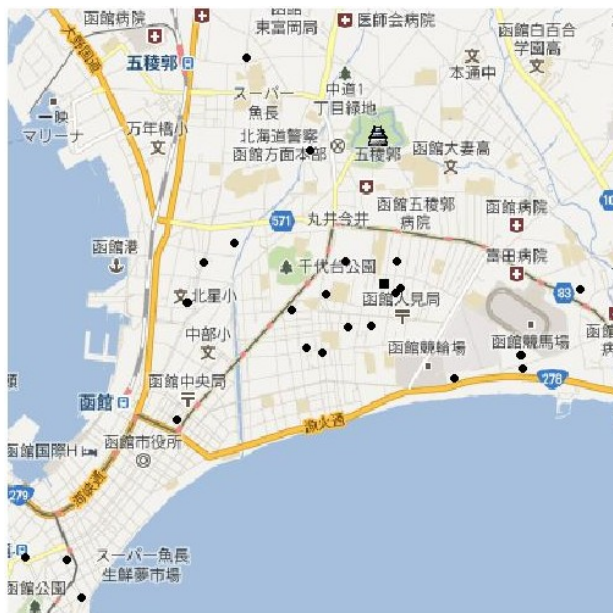 函館病院
東富岡局
医師会病院
函館白百合
学園高
大野国道
五稜郭
スーパー
魚長
中道1
丁目緑地
本通中
一映
マリーナ
万年橋小
北海道警察
函館方面本部
五稜郭
函館大妻高
函館五稜郭
病院
571
丸井今井
函館病院
函館港
千代台公園
富田病院
北星小
函館人見局
83
中部小
函館競輪場
函館競馬場
函館中央局
278
函館
漁火通
函館市役所
函館国際H
279
海峡通
スーパー魚長
生鮮夢市場
函館公園